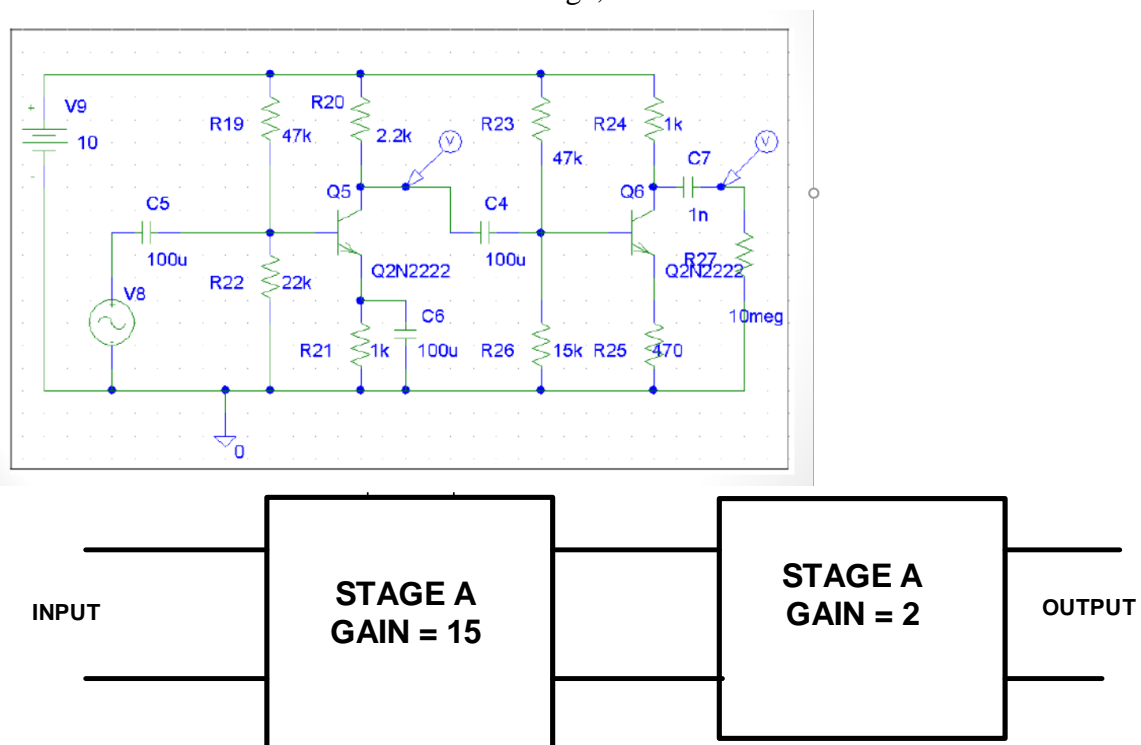 V9
10
R19
47k
R20
2.2k
V
R23
47k
R24
1k
V
C7
1n
C5
100u
Q5
C4
100u
Q6
Q2N2222
R27
Q2N2222
10meg
V8
R22
22k
C6
100u
R21
1k
R26
15k
R25
470
0
INPUT
STAGE A
GAIN = 15
STAGE A
GAIN = 2
OUTPUT
+
-